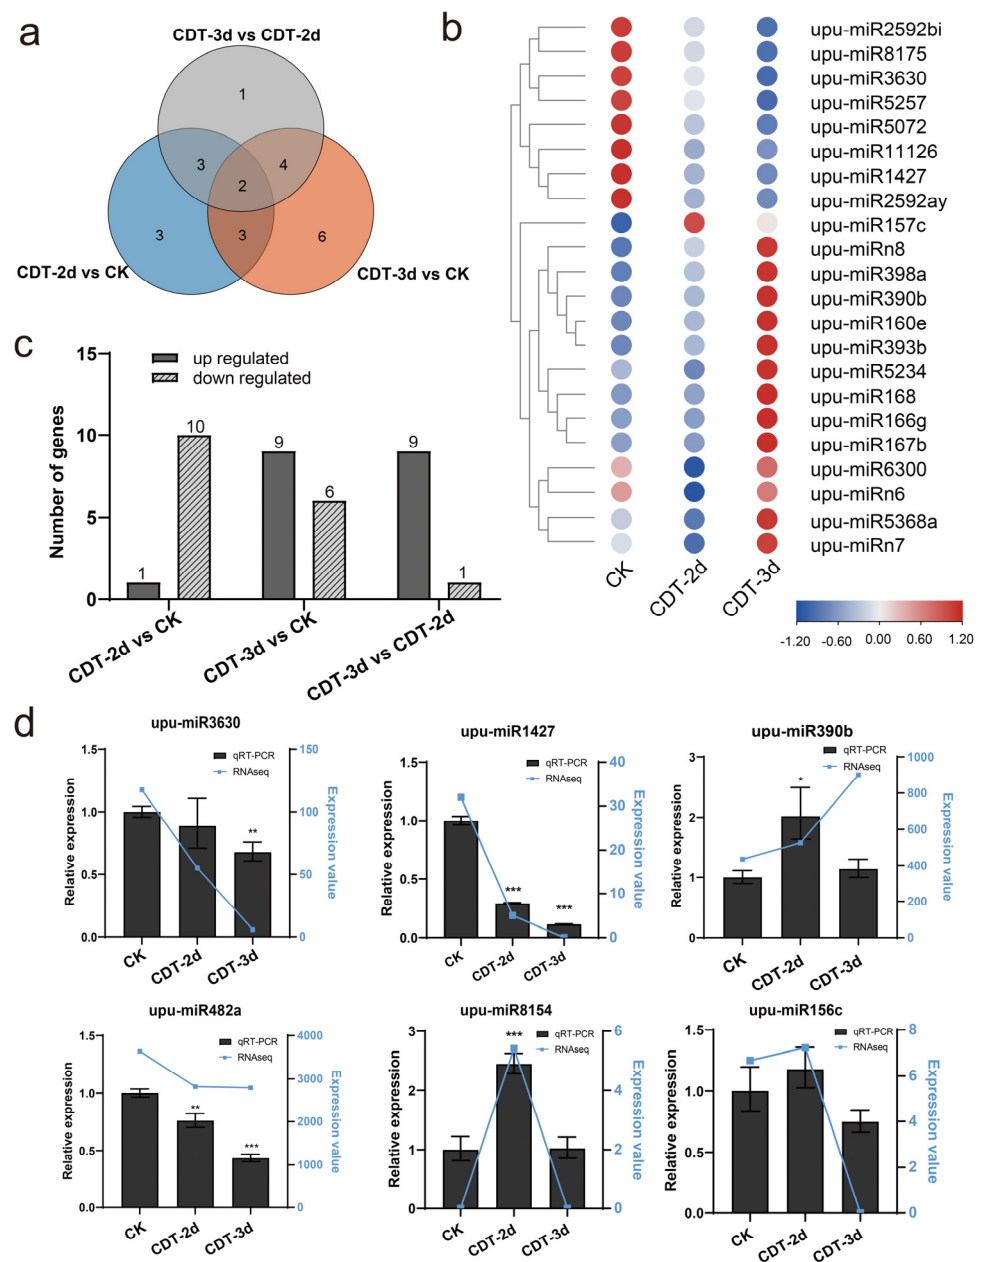 a
CDT-3d vs CDT-2d
1
3
4
2
3
3
6
CDT-2d vs CK
CDT-3d vs CK
b
upu-miR2592bi
upu-miR8175
upu-miR3630
upu-miR5257
upu-miR5072
upu-miR11126
upu-miR1427
upu-miR2592ay
upu-miR157c
upu-miRn8
upu-miR398a
upu-miR390b
upu-miR160e
upu-miR393b
upu-miR5234
upu-miR168
upu-miR166g
upu-miR167b
upu-miR6300
upu-miRn6
upu-miR5368a
upu-miRn7
CK
CDT-2d
CDT-3d
-1.20 -0.60 0.00 0.60 1.20
c
up regulated
down regulated
Number of genes
15
10
5
0
1
10
9
6
9
1
CDT-2d vs CK
CDT-3d vs CK
CDT-3d vs CDT-2d
d
upu-miR3630
qRT-PCR
RNAseq
Relative expression
1.5
1.0
0.5
0.0
150
100
50
0
Expression value
**
CK
CDT-2d
CDT-3d
upu-miR1427
qRT-PCR
RNAseq
Relative expression
1.5
1.0
0.5
0.0
40
30
20
10
0
Expression value
***
***
CK
CDT-2d
CDT-3d
upu-miR390b
qRT-PCR
RNAseq
Relative expression
3
2
1
0
1000
800
600
400
200
0
Expression value
*
CK
CDT-2d
CDT-3d
upu-miR482a
qRT-PCR
RNAseq
Relative expression
1.5
1.0
0.5
0.0
4000
3000
2000
1000
0
Expression value
**
***
CK
CDT-2d
CDT-3d
upu-miR8154
qRT-PCR
RNAseq
Relative expression
3
2
1
0
6
4
2
0
Expression value
***
CK
CDT-2d
CDT-3d
upu-miR156c
qRT-PCR
RNAseq
Relative expression
1.5
1.0
0.5
0.0
8
6
4
2
0
Expression value
CK
CDT-2d
CDT-3d